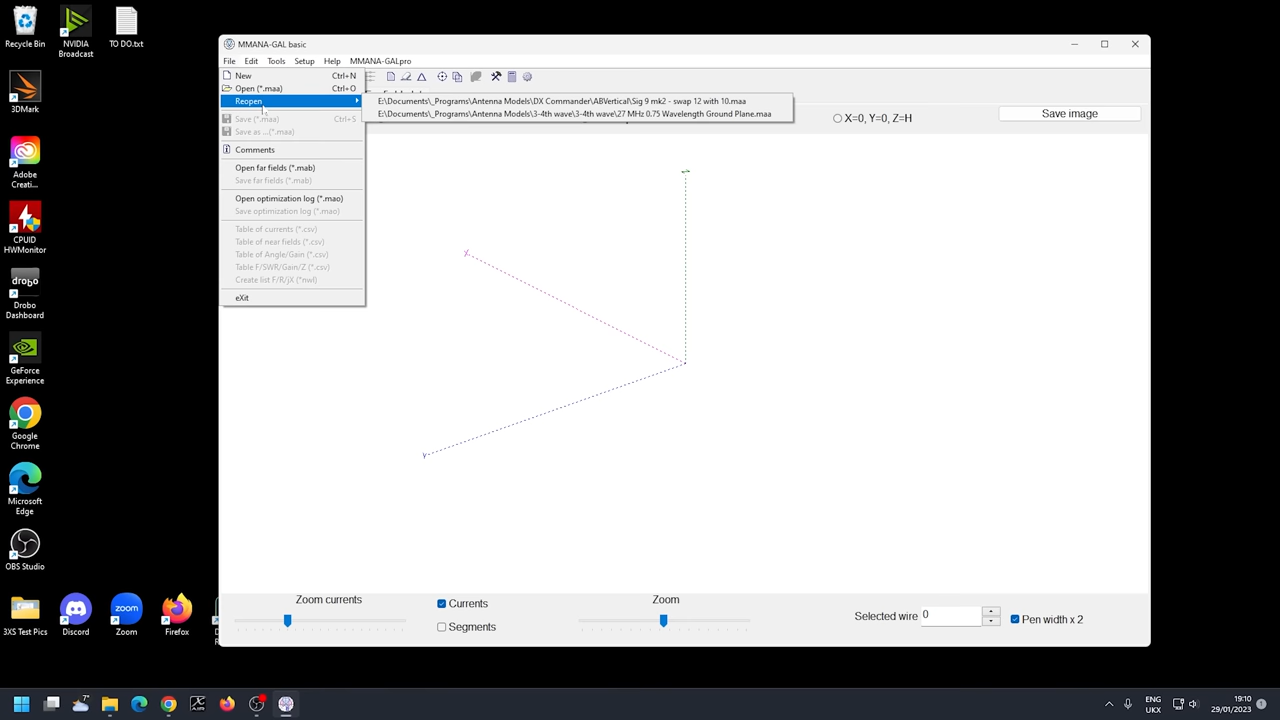 Recycle Bin
NVIDIA Broadcast
TO DO.txt
3DMark
Adobe Creati...
CPUID HWMonitor
drobo
Drobo Dashboard
GeForce Experience
Google Chrome
Microsoft Edge
OBS Studio
3XS Test Pics
Discord
Zoom
zoom
Firefox
MMANA-GAL basic
File Edit Tools Setup Help MMANA-GALpro
New Ctrl+N
Open (*.maa) Ctrl+O
Reopen
E:\Documents\_Programs\Antenna Models\DX Commander\ABVertical\Sig 9 mk2 - swap 12 with 10.maa
E:\Documents\_Programs\Antenna Models\3-4th wave\3-4th wave\27 MHz 0.75 Wavelength Ground Plane.maa
Save (*.maa) Ctrl+S
Save as ...(*.maa)
Comments
Open far fields (*.mab)
Save far fields (*.mab)
Open optimization log (*.mao)
Save optimization log (*.mao)
Table of currents (*.csv)
Table of near fields (*.csv)
Table of Angle/Gain (*.csv)
Table F/SWR/Gain/Z (*.csv)
Create list F/R/jX (*nwl)
eXit
X=0, Y=0, Z=H
Save image
X
Y
Zoom currents
Currents
Segments
Zoom
Selected wire 0
Pen width x 2
7°
ENG
UKX
19:10
29/01/2023